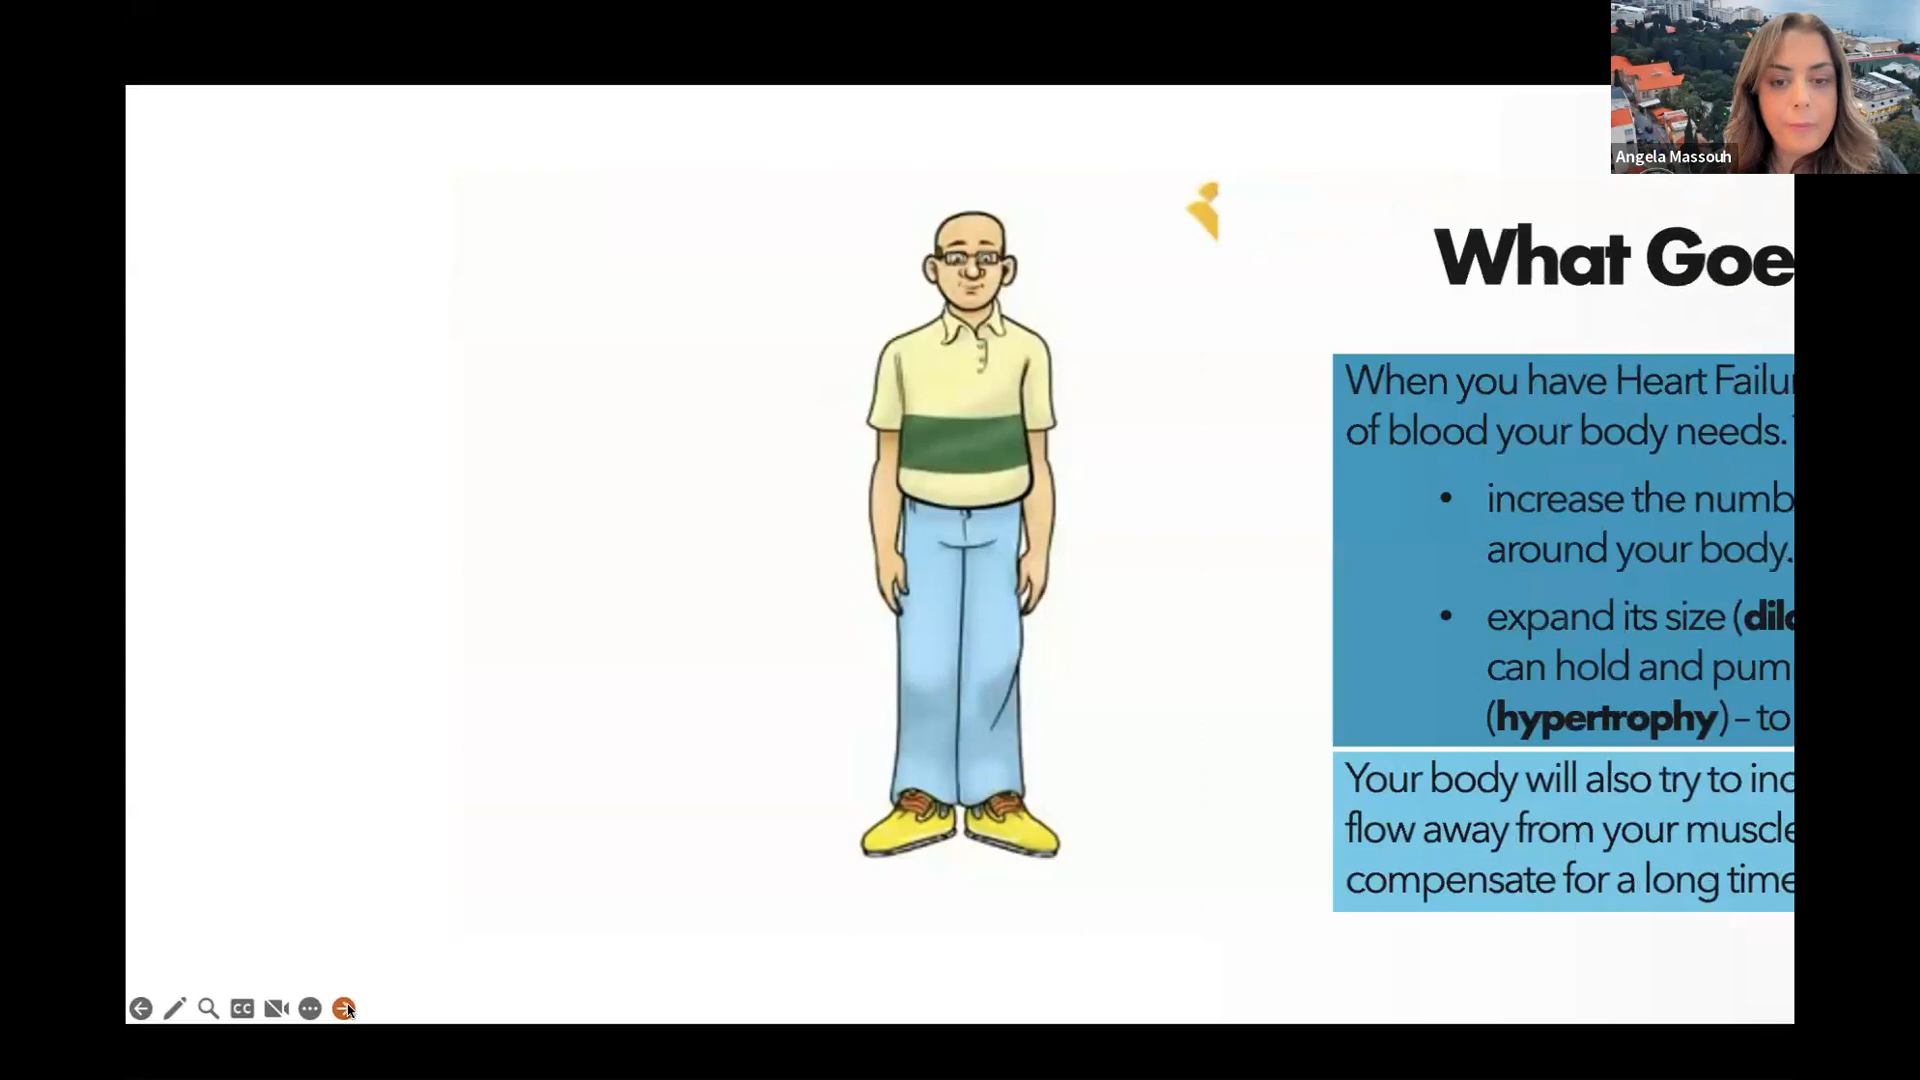 Angela Massouh
What Goe
When you have Heart Failu
of blood your body needs.
• increase the numb
around your body.
• expand its size (dila
can hold and pum
(hypertrophy) – to
Your body will also try to inc
flow away from your muscle
compensate for a long time
CC